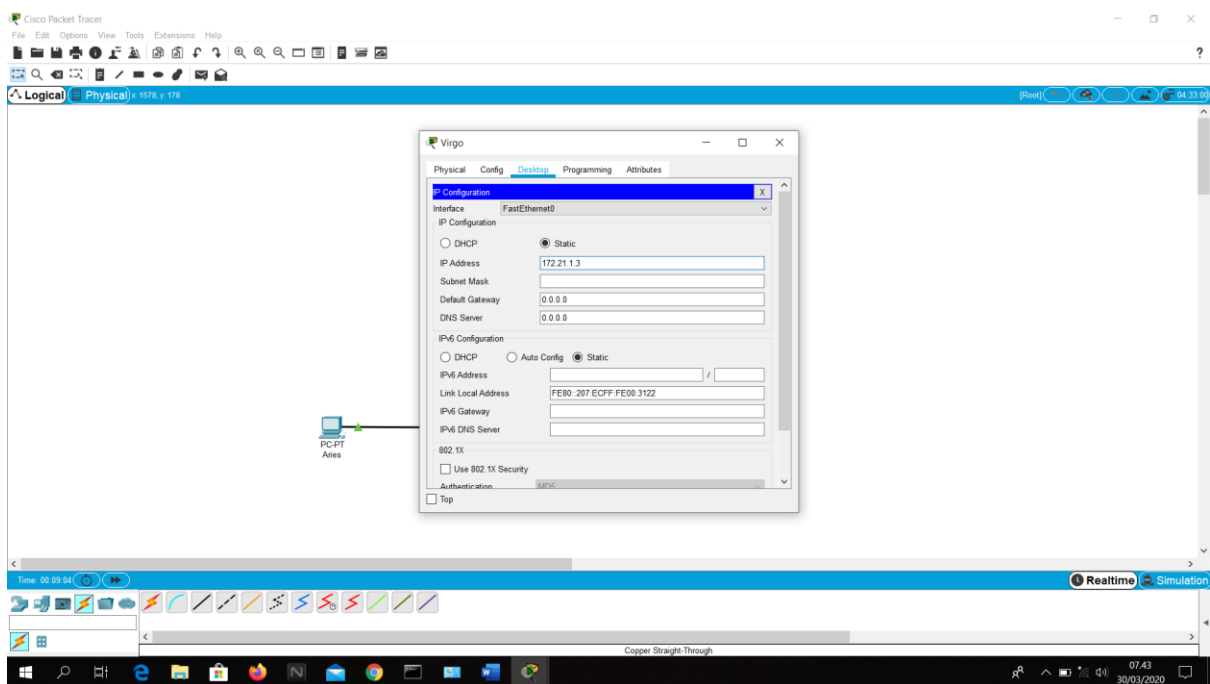 Cisco Packet Tracer
File Edit Options View Tools Extensions Help
?
Logical Physical x: 1578, y: 178 [Root] 04:33:00
Virgo
Physical Config Desktop Programming Attributes
IP Configuration X
Interface FastEthernet0
IP Configuration
DHCP Static
IP Address 172.21.1.3
Subnet Mask
Default Gateway 0.0.0.0
DNS Server 0.0.0.0
IPv6 Configuration
DHCP Auto Config Static
IPv6 Address /
Link Local Address FE80::207:ECFF:FE00:3122
IPv6 Gateway
IPv6 DNS Server
802.1X
Use 802.1X Security
Authentication MD5
Top
PC-PT
Aries
Time: 00:09:04 Realtime Simulation
Copper Straight-Through
07.43
30/03/2020